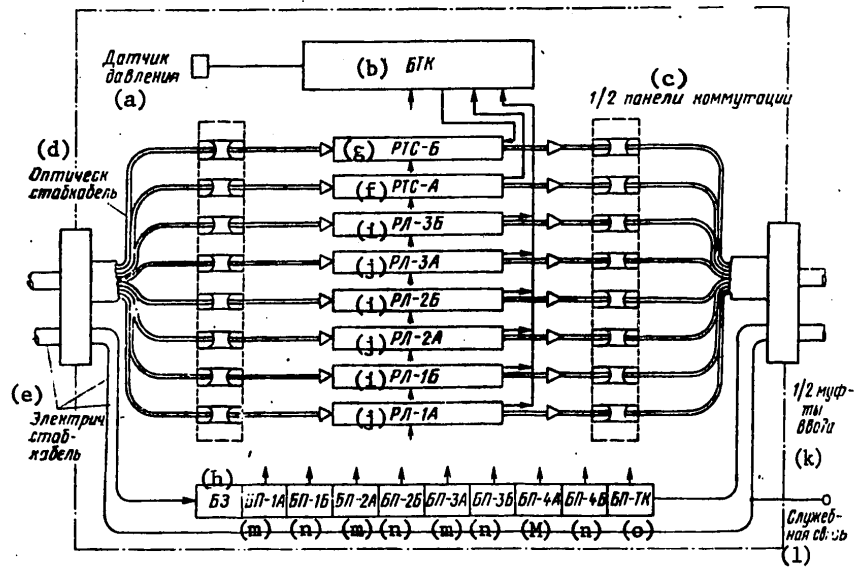 Датчик
давления
(a)
(b) БТК
(c)
1/2 панели коммутации
(d)
Оптическ
стабкабель
(g) РТС-Б
(f) РТС-А
(i) РЛ-3Б
(j) РЛ-3А
(i) РЛ-2Б
(j) РЛ-2А
(i) РЛ-1Б
(j) РЛ-1А
(e)
Электрич
стаб-
кабель
1/2 муф-
ты
ввода
(k)
(h)
БЗ БП-1А БП-1Б БП-2А БП-2Б БП-3А БП-3Б БП-4А БП-4Б БП-ТК
(m) (n) (m) (n) (m) (n) (M) (n) (o)
Служеб-
ная связь
(l)